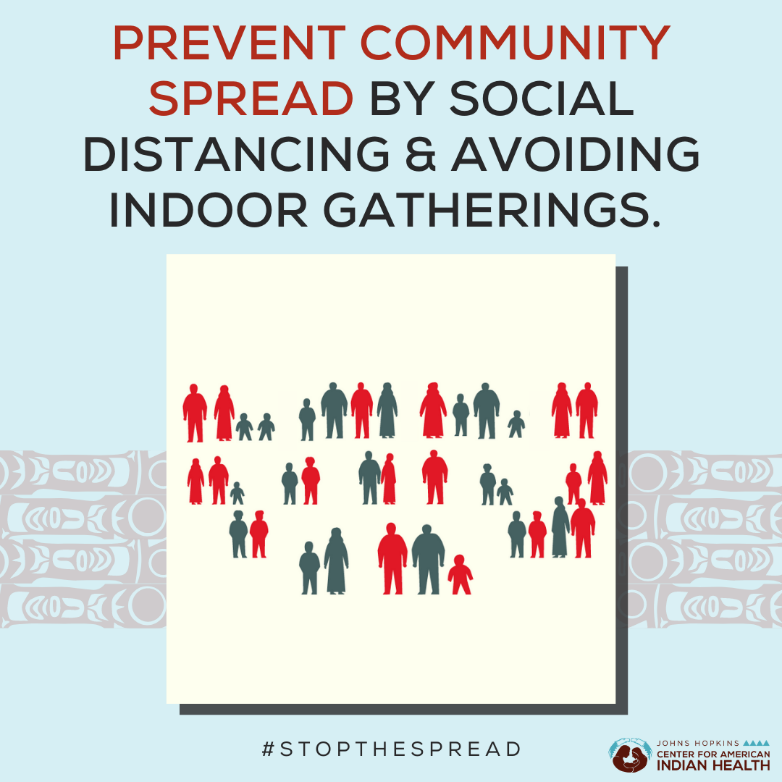 PREVENT COMMUNITY
SPREAD BY SOCIAL
DISTANCING & AVOIDING
INDOOR GATHERINGS.
#STOPTHESPREAD
JOHNS HOPKINS
CENTER FOR AMERICAN
INDIAN HEALTH